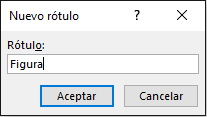 Nuevo rótulo ? ×
Rótulo:
Figura
Aceptar Cancelar